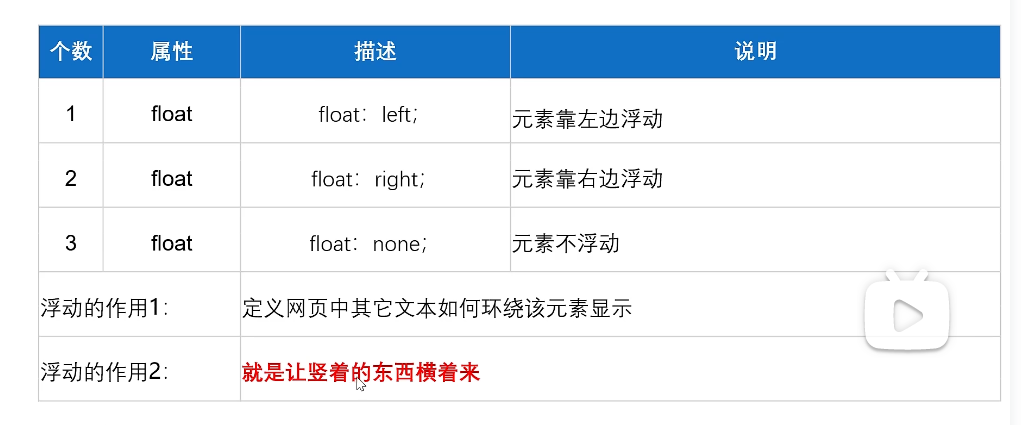 个数 属性 描述 说明
1 float float：left; 元素靠左边浮动
2 float float：right; 元素靠右边浮动
3 float float：none; 元素不浮动
浮动的作用1： 定义网页中其它文本如何环绕该元素显示
浮动的作用2： 就是让竖着的东西横着来